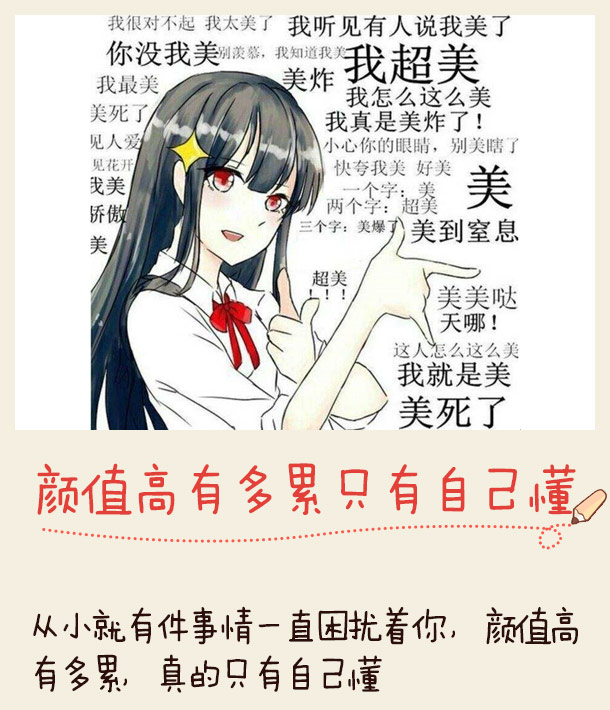 我很对不起 我太美了
我听见有人说我美了
你没我美
别羡慕，我知道我美
我超美
我最美
美炸
我怎么这么美
美死了
我真是美炸了！
见人爱
小心你的眼睛，别美瞎了
见花开
快夸我美 好美
我美
一个字：美
美
骄傲
两个字：超美
三个字：美爆了
美到窒息
美
超美
！！！
美美哒
天哪！
这人怎么这么美
我就是美
美死了
颜值高有多累只有自己懂
从小就有件事情一直困扰着你，颜值高
有多累，真的只有自己懂